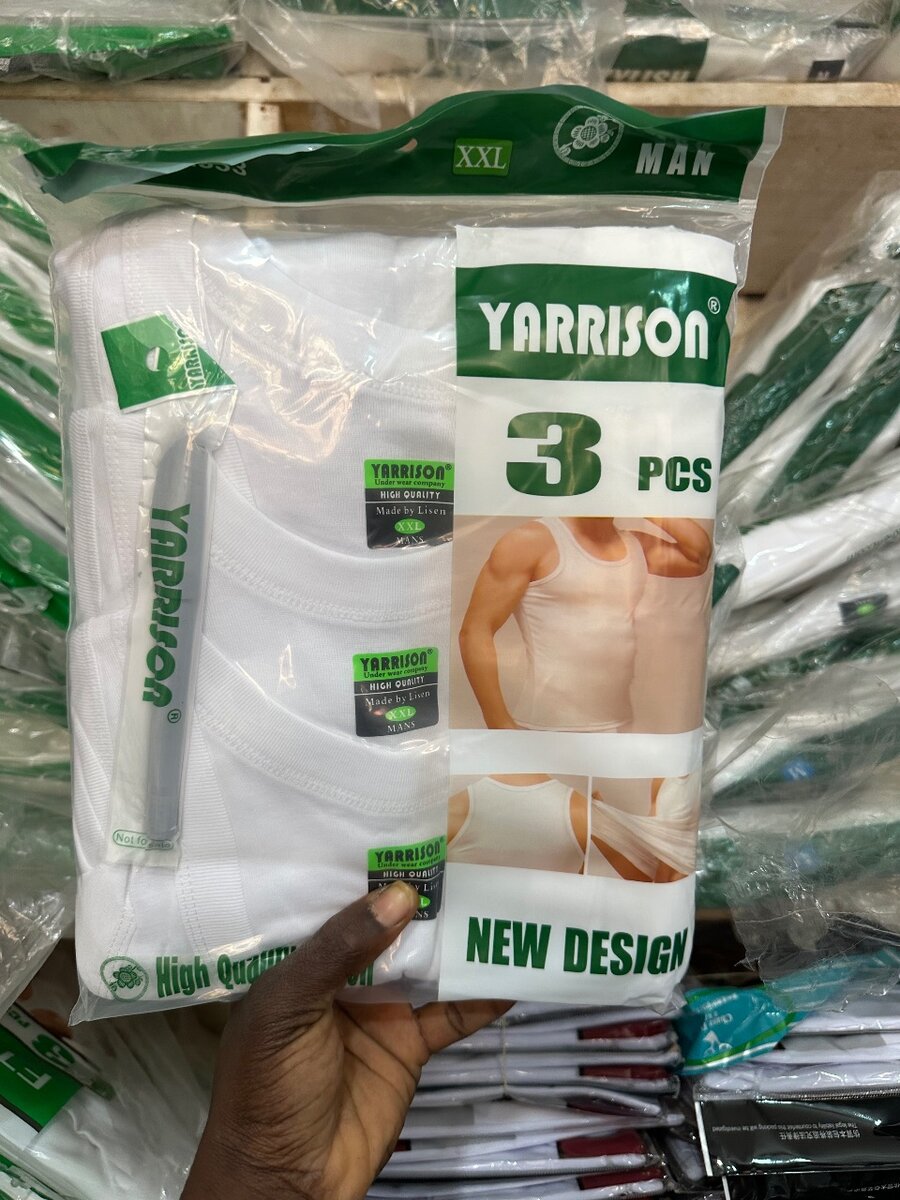 XXL
MAN
YARRISON®
3 PCS
YARRISON®
Under wear company
HIGH QUALITY
Made by Lisen
XXL
MANS
YARRISON®
Under wear company
HIGH QUALITY
Made by Lisen
XXL
MANS
YARRISON®
Under wear company
HIGH QUALITY
YARRISON®
NEW DESIGN
High